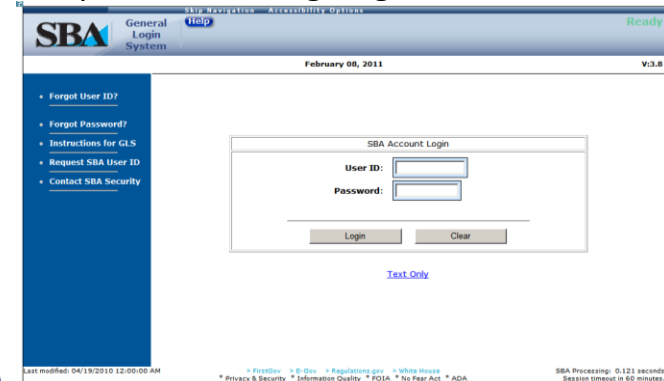 Skip Navigation Accessibility Options
SBA
General
Login
System
Help
Ready
February 08, 2011
V:3.8
• Forgot User ID?
• Forgot Password?
• Instructions for GLS
• Request SBA User ID
• Contact SBA Security
SBA Account Login
User ID:
Password:
Login Clear
Text Only
Last modified: 04/19/2010 12:00:00 AM
> FirstGov > E-Gov > Regulations.gov > White House
* Privacy & Security * Information Quality * FOIA * No Fear Act * ADA
SBA Processing: 0.121 seconds
Session timeout in 60 minutes.